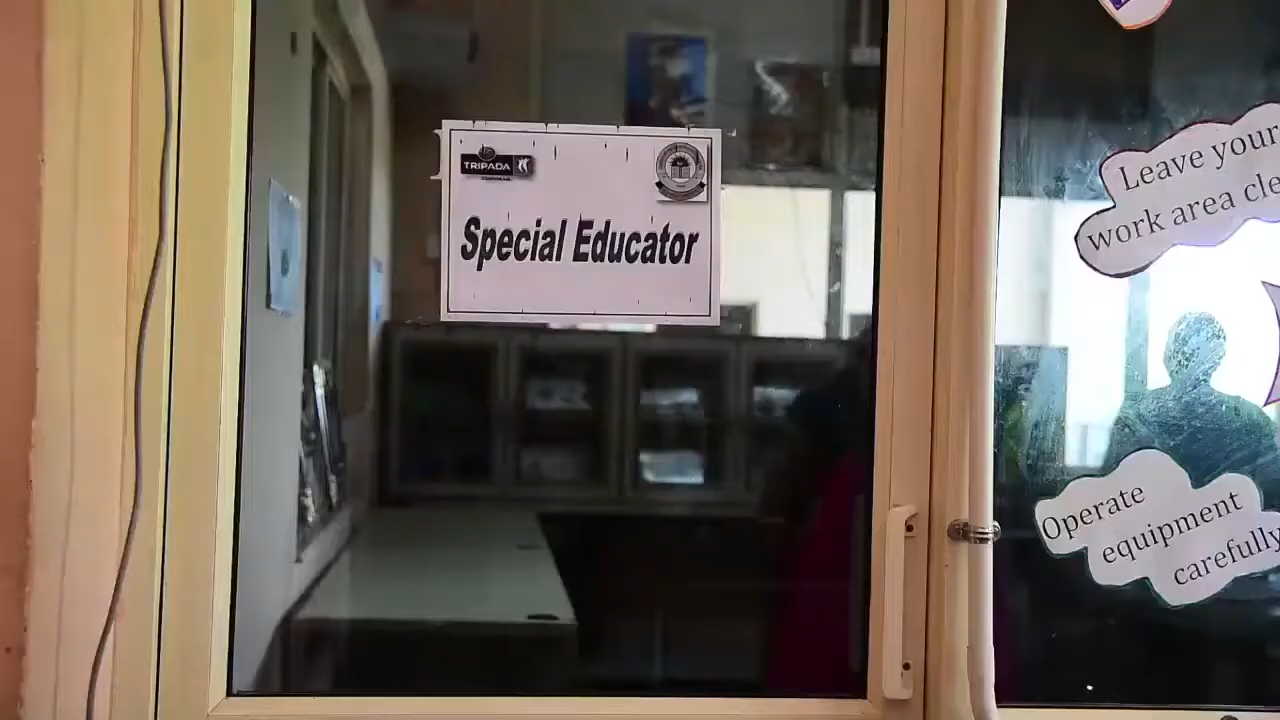 TRIPADA
Special Educator
Leave your
work area cle
Operate
equipment
carefully